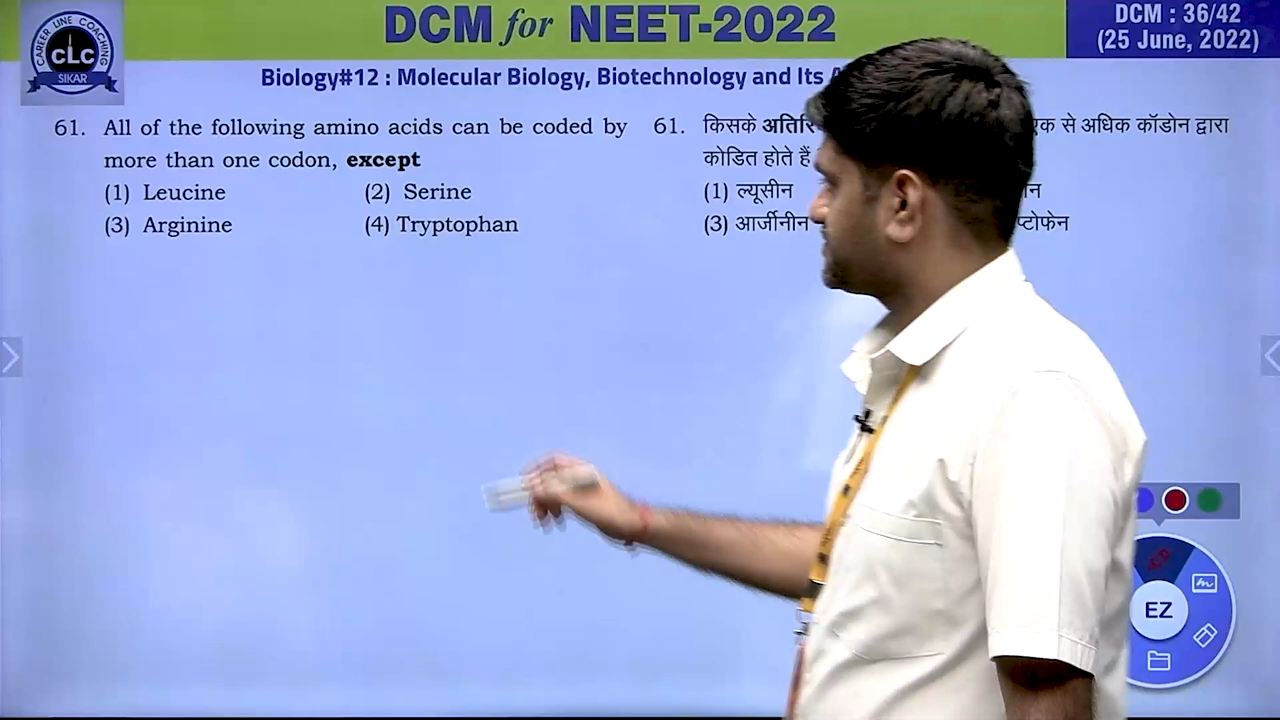 CAREER LINE COACHING
CLC
SIKAR
DCM for NEET-2022
DCM : 36/42
(25 June, 2022)
Biology#12 : Molecular Biology, Biotechnology and Its
61. All of the following amino acids can be coded by
more than one codon, except
(1) Leucine (2) Serine
(3) Arginine (4) Tryptophan
61. किसके एक से अधिक कॉडोन द्वारा
कोडित होते हैं
(1) ल्यूसीन
(3) आर्जीनीन
EZ